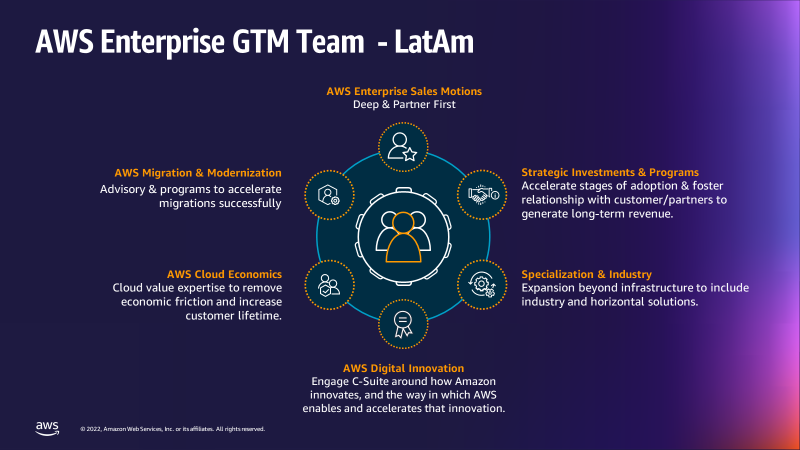 AWS Enterprise GTM Team - LatAm
AWS Enterprise Sales Motions
Deep & Partner First
AWS Migration & Modernization
Advisory & programs to accelerate
migrations successfully
Strategic Investments & Programs
Accelerate stages of adoption & foster
relationship with customer/partners to
generate long-term revenue.
AWS Cloud Economics
Cloud value expertise to remove
economic friction and increase
customer lifetime.
Specialization & Industry
Expansion beyond infrastructure to include
industry and horizontal solutions.
AWS Digital Innovation
Engage C-Suite around how Amazon
innovates, and the way in which AWS
enables and accelerates that innovation.
aws
© 2022, Amazon Web Services, Inc. or its affiliates. All rights reserved.